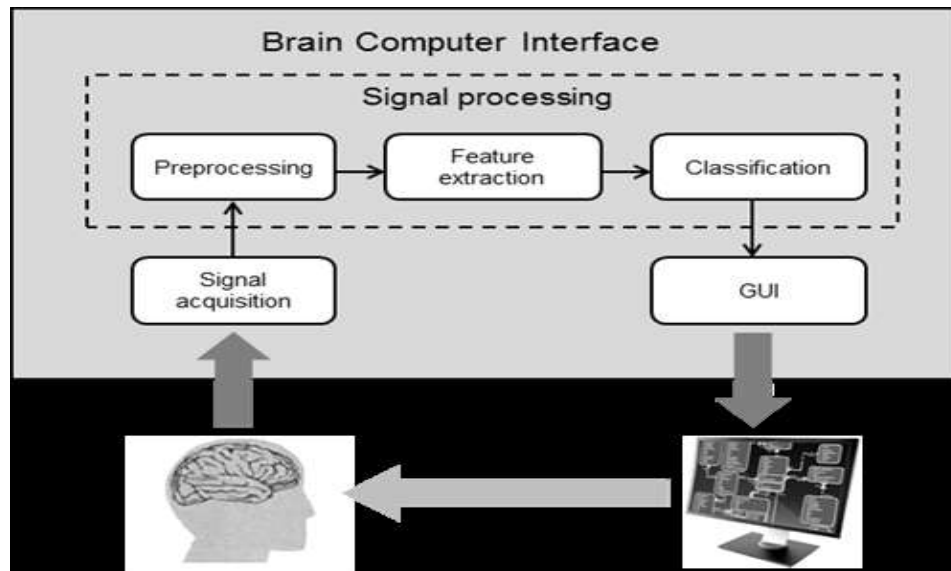 Brain Computer Interface
Signal processing
Preprocessing
Feature
extraction
Classification
Signal
acquisition
GUI